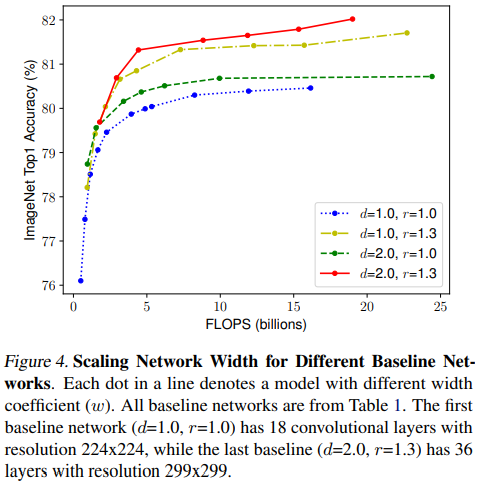 82
81
80
79
78
77
76
ImageNet Top1 Accuracy (%)
d=1.0, r=1.0
d=1.0, r=1.3
d=2.0, r=1.0
d=2.0, r=1.3
0 5 10 15 20 25
FLOPS (billions)
Figure 4. Scaling Network Width for Different Baseline Net-
works. Each dot in a line denotes a model with different width
coefficient (w). All baseline networks are from Table 1. The first
baseline network (d=1.0, r=1.0) has 18 convolutional layers with
resolution 224x224, while the last baseline (d=2.0, r=1.3) has 36
layers with resolution 299x299.